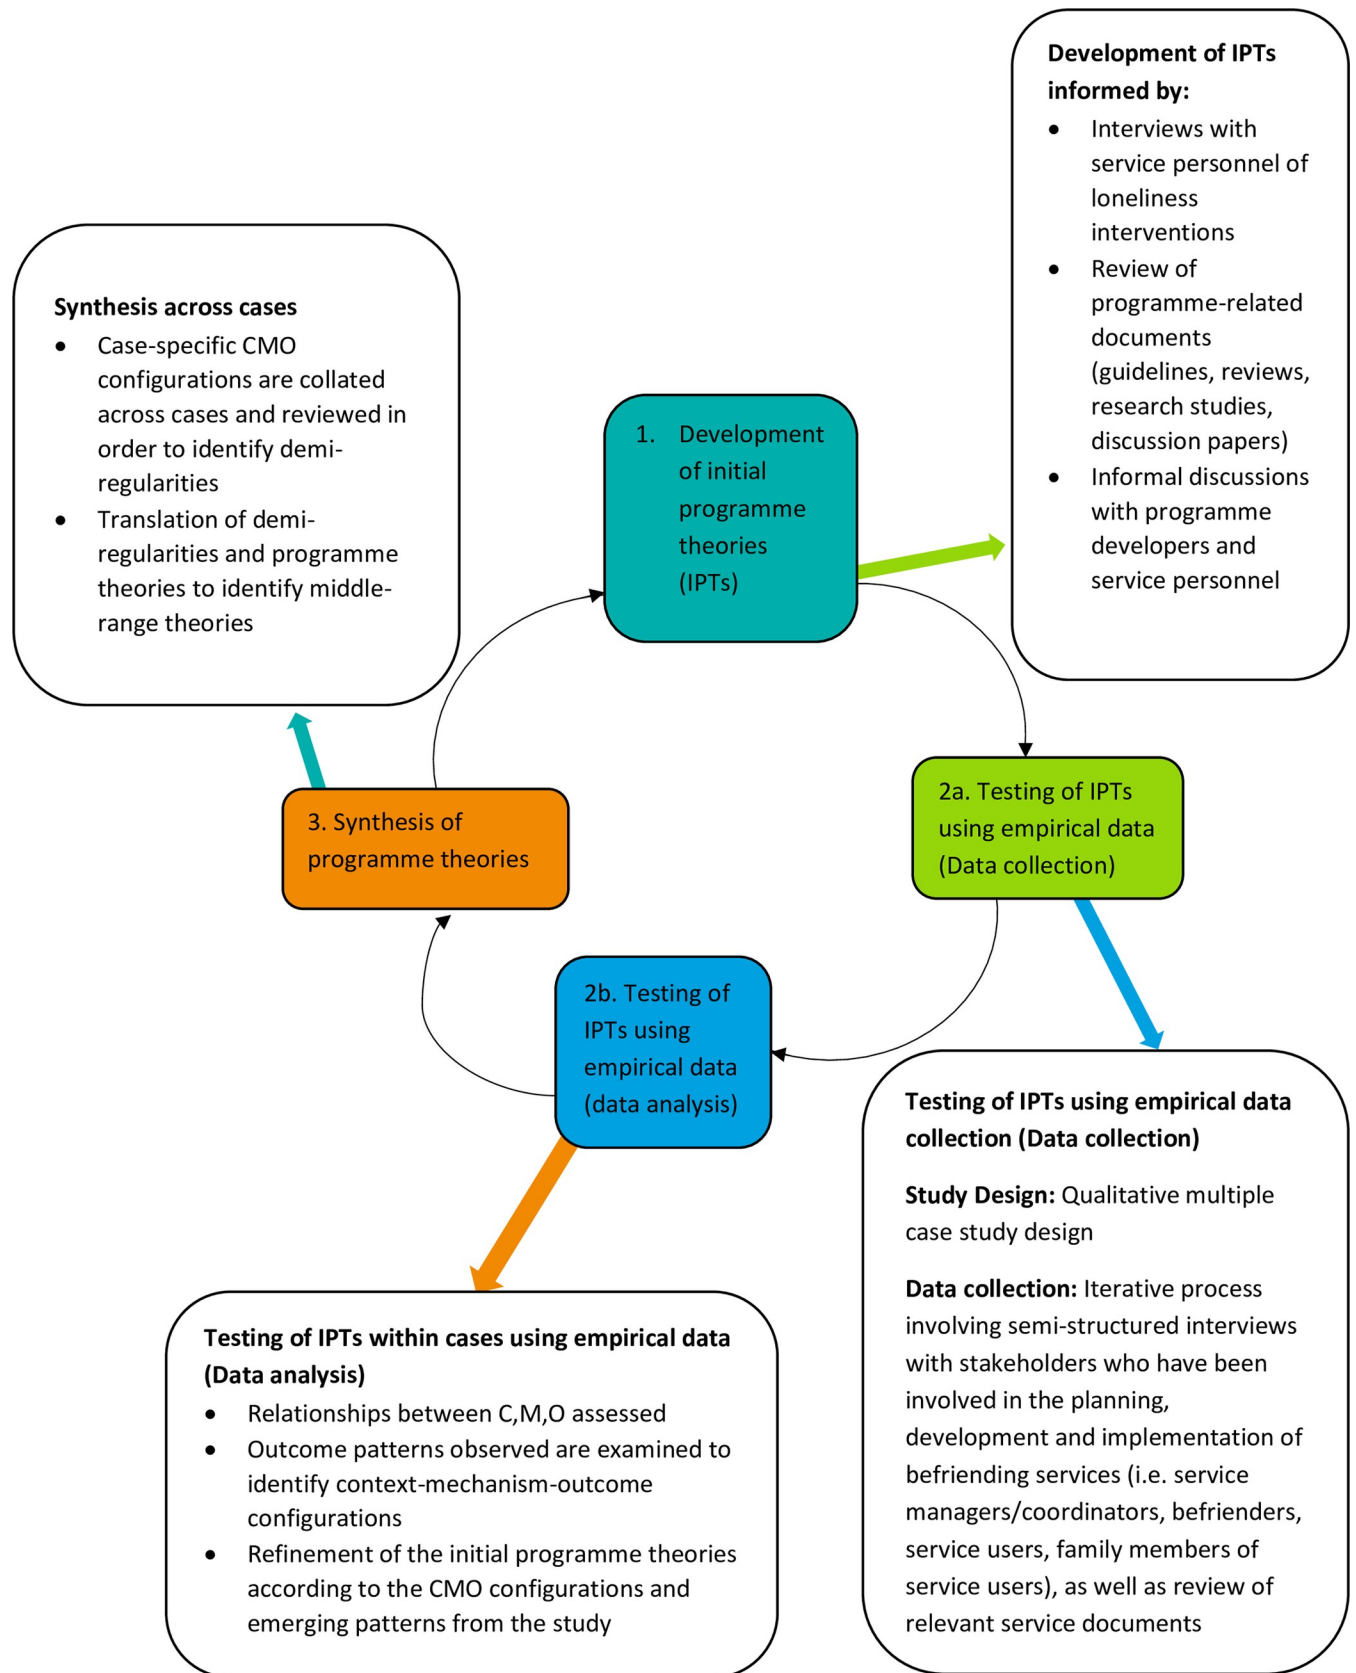 Development of IPTs
informed by:
• Interviews with
service personnel of
loneliness
interventions
• Review of
programme-related
documents
(guidelines, reviews,
research studies,
discussion papers)
• Informal discussions
with programme
developers and
service personnel
Synthesis across cases
• Case-specific CMO
configurations are collated
across cases and reviewed in
order to identify demi-
regularities
• Translation of demi-
regularities and programme
theories to identify middle-
range theories
1. Development
of initial
programme
theories
(IPTs)
2a. Testing of IPTs
using empirical data
(Data collection)
3. Synthesis of
programme theories
2b. Testing of
IPTs using
empirical data
(data analysis)
Testing of IPTs using empirical data
collection (Data collection)
Study Design: Qualitative multiple
case study design
Data collection: Iterative process
involving semi-structured interviews
with stakeholders who have been
involved in the planning,
development and implementation of
befriending services (i.e. service
managers/coordinators, befrienders,
service users, family members of
service users), as well as review of
relevant service documents
Testing of IPTs within cases using empirical data
(Data analysis)
• Relationships between C,M,O assessed
• Outcome patterns observed are examined to
identify context-mechanism-outcome
configurations
• Refinement of the initial programme theories
according to the CMO configurations and
emerging patterns from the study